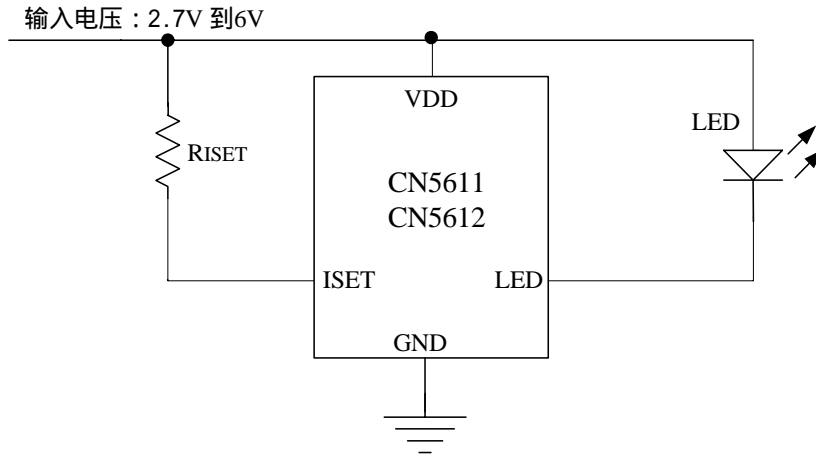 输入电压：2.7V 到6V
VDD
LED
RISET
CN5611
CN5612
ISET
LED
GND